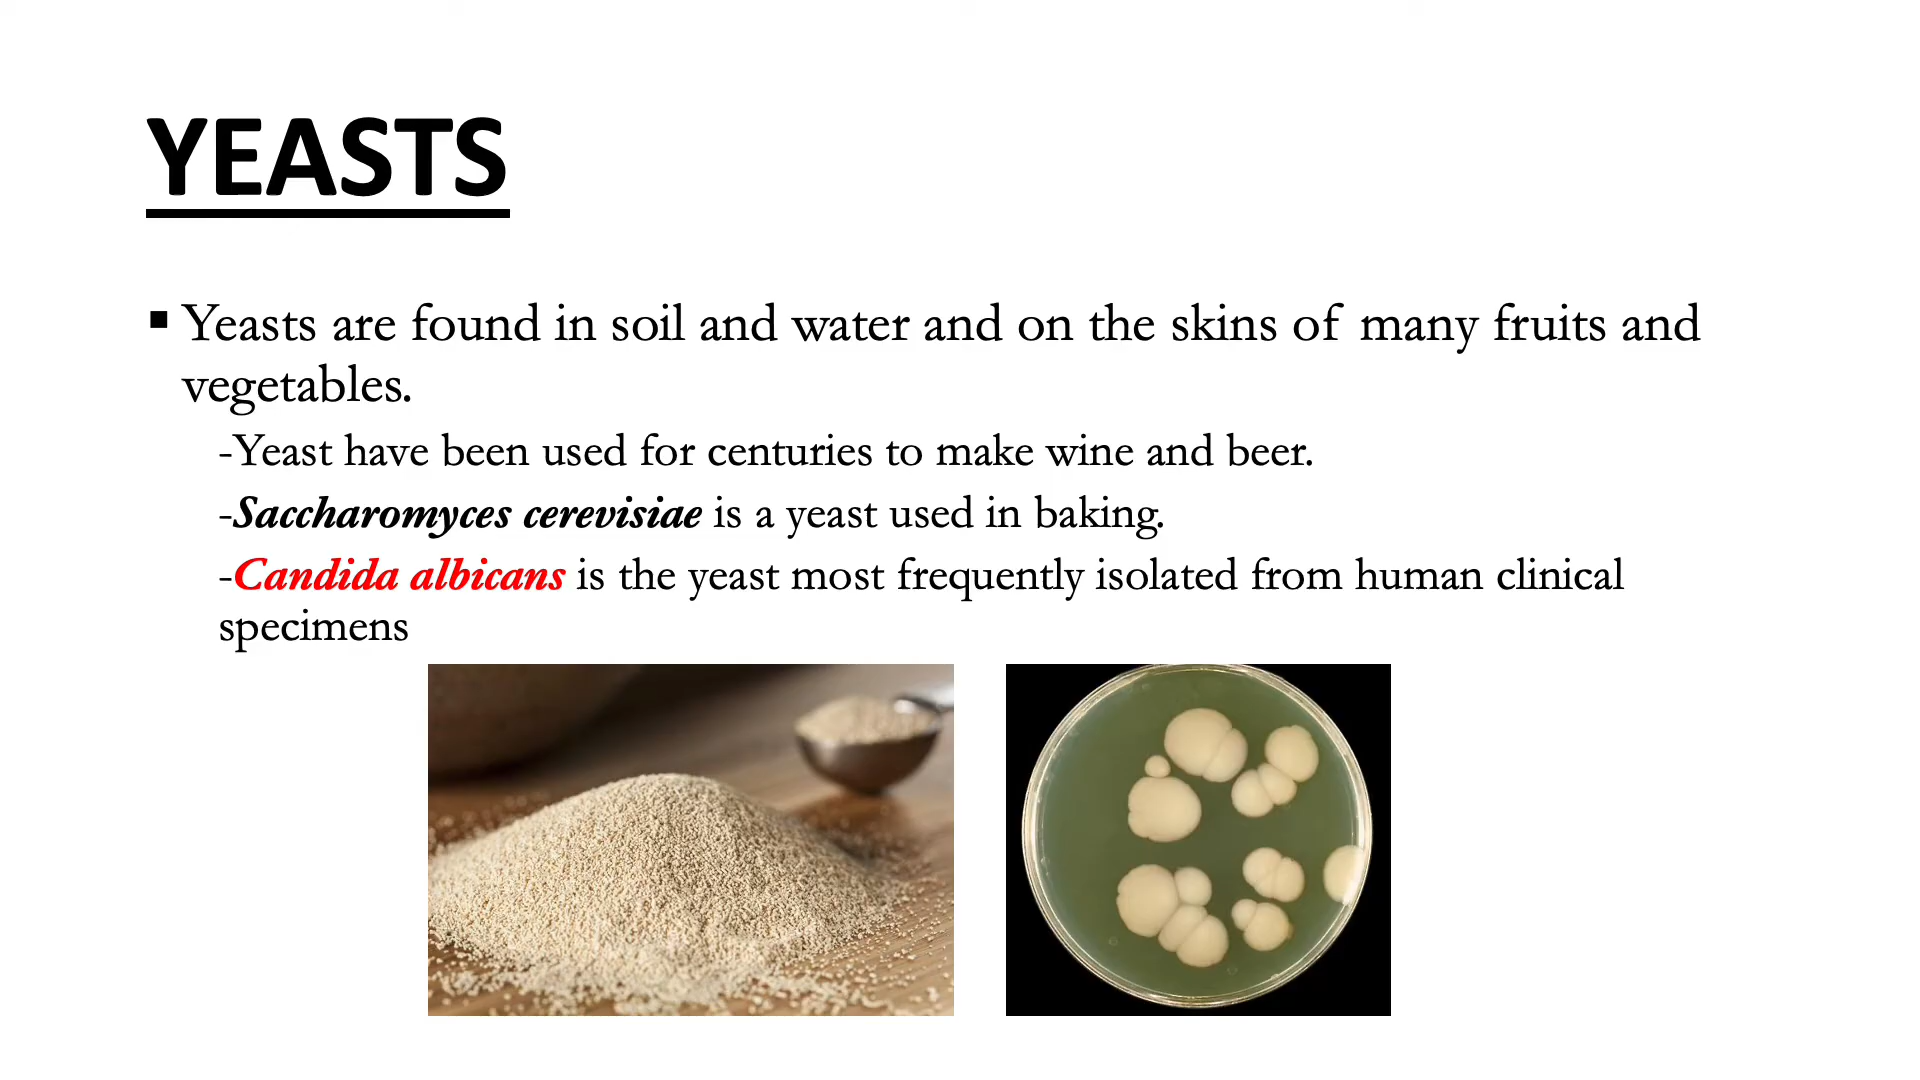 YEASTS
▪ Yeasts are found in soil and water and on the skins of many fruits and
vegetables.
-Yeast have been used for centuries to make wine and beer.
-Saccharomyces cerevisiae is a yeast used in baking.
-Candida albicans is the yeast most frequently isolated from human clinical
specimens